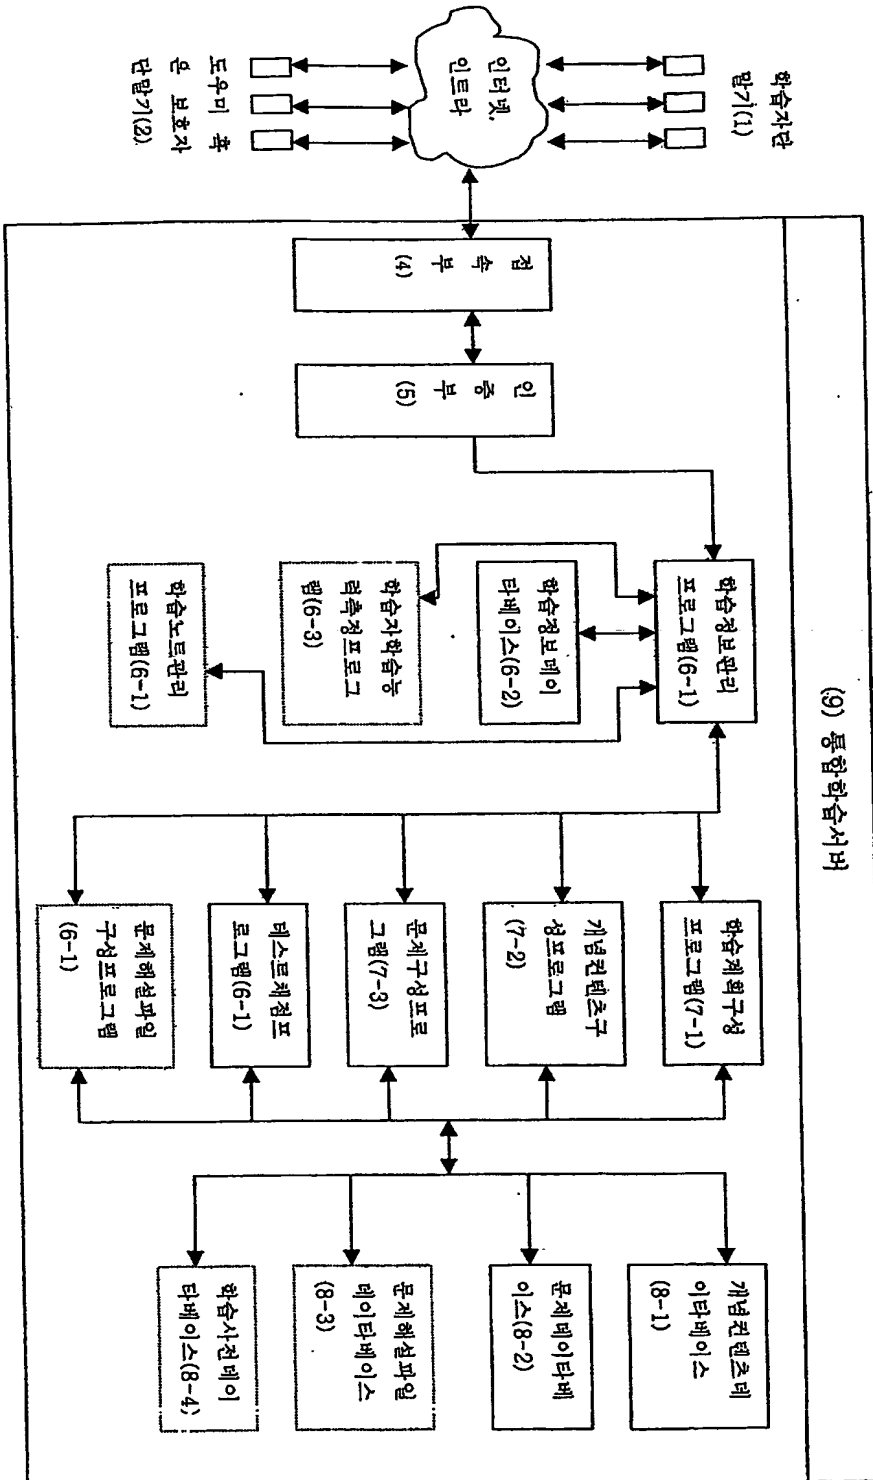 (9) 통합학습서버
학습자단
말기(1)
인터넷,
인트라
도우미 혹
은 보호자
단말기(2)
접
속
부
(4)
인
증
부
(5)
학습정보관리
프로그램(6-1)
학습정보데이
타베이스(6-2)
학습자학습능
력측정프로그
램(6-3)
학습노트관리
프로그램(6-1)
학습계획구성
프로그램(7-1)
개념컨텐츠구
성프로그램
(7-2)
문제구성프로
그램(7-3)
테스트채점프
로그램(6-1)
문제해설파일
구성프로그램
(6-1)
개념컨텐츠데
이타베이스
(8-1)
문제데이타베
이스(8-2)
문제해설파일
데이타베이스
(8-3)
학습사전데이
타베이스(8-4)